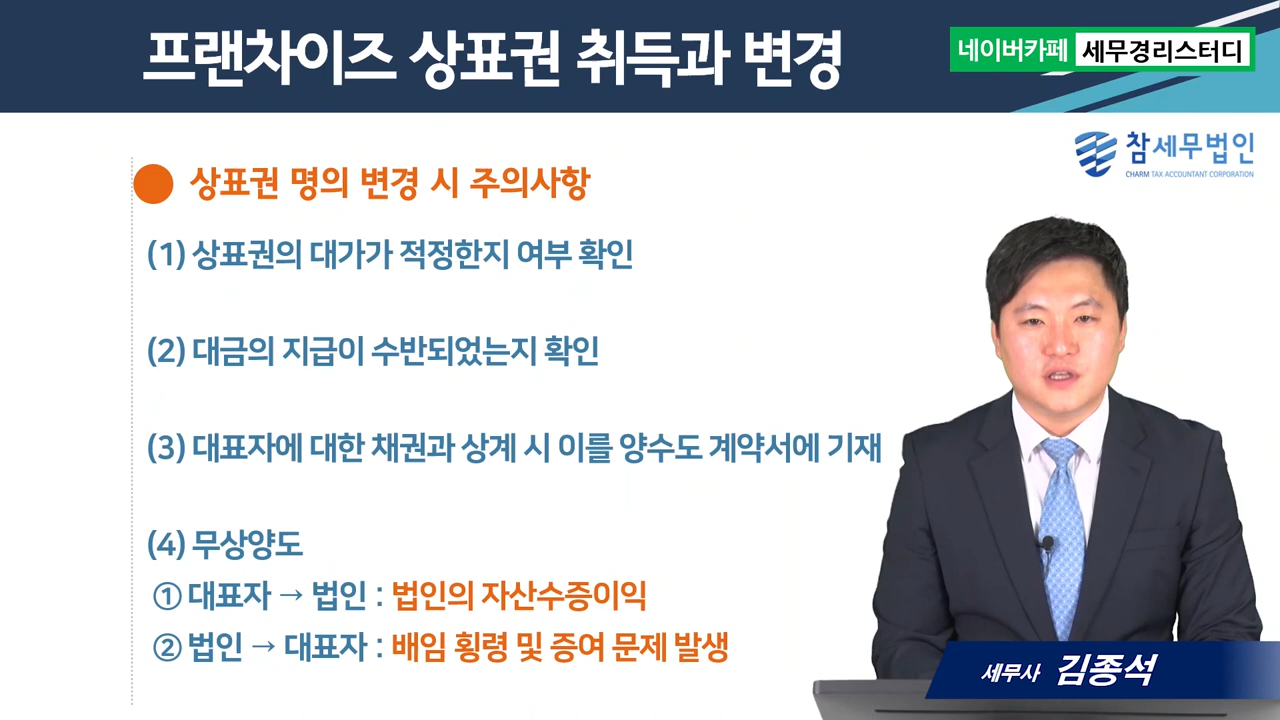 프랜차이즈 상표권 취득과 변경
네이버카페 세무경리스터디
참세무법인
CHARM TAX ACCOUNTANT CORPORATION
상표권 명의 변경 시 주의사항
(1) 상표권의 대가가 적정한지 여부 확인
(2) 대금의 지급이 수반되었는지 확인
(3) 대표자에 대한 채권과 상계 시 이를 양수도 계약서에 기재
(4) 무상양도
① 대표자 → 법인 : 법인의 자산수증이익
② 법인 → 대표자 : 배임 횡령 및 증여 문제 발생
세무사 김종석